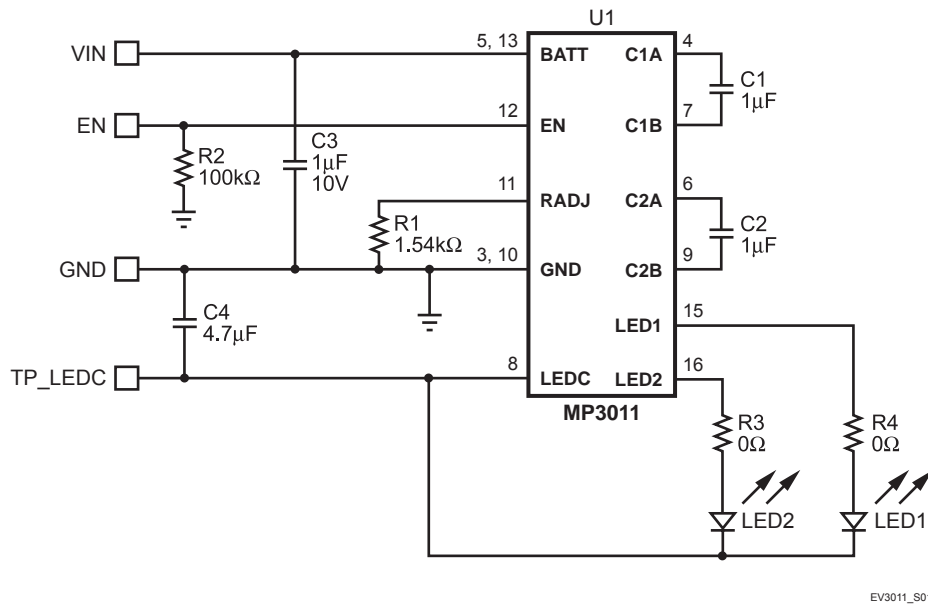 U1
VIN
5, 13
BATT
C1A
4
C1
1µF
EN
12
EN
C1B
7
R2
100kΩ
C3
1µF
10V
11
RADJ
C2A
6
R1
1.54kΩ
C2
1µF
GND
3, 10
GND
C2B
9
C4
4.7µF
LED1
15
TP_LEDC
8
LEDC
LED2
16
MP3011
R3
0Ω
R4
0Ω
LED2
LED1